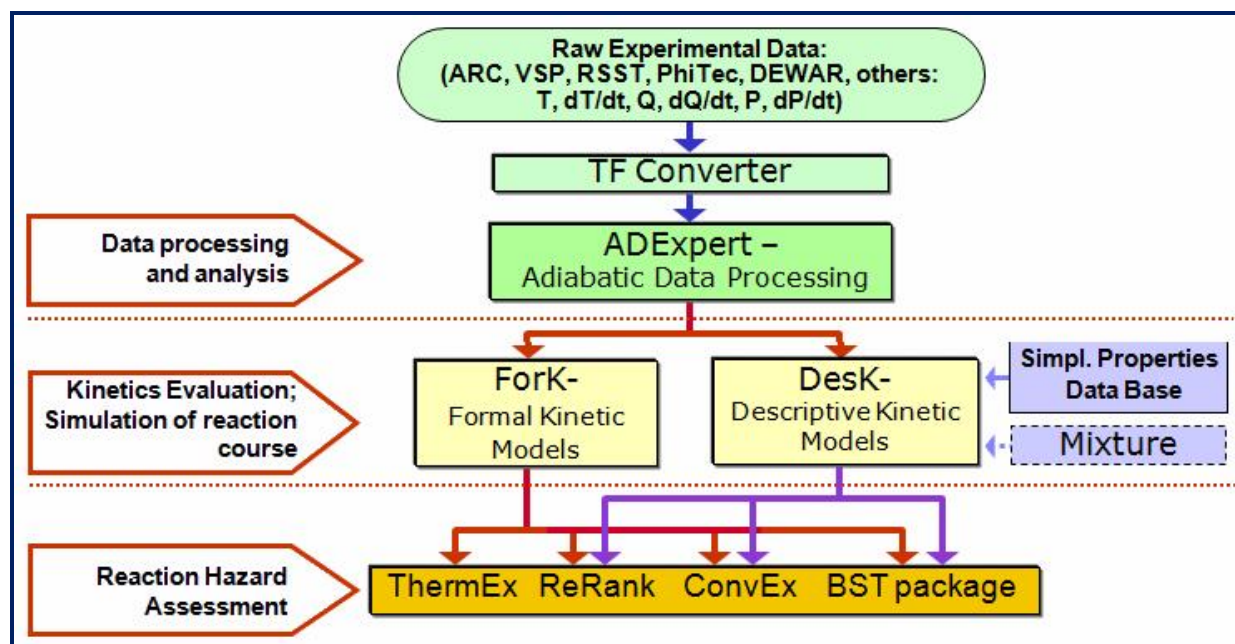 Raw Experimental Data:
(ARC, VSP, RSST, PhiTec, DEWAR, others:
T, dT/dt, Q, dQ/dt, P, dP/dt)
TF Converter
Data processing
and analysis
ADExpert –
Adiabatic Data Processing
Kinetics Evaluation;
Simulation of reaction
course
ForK-
Formal Kinetic
Models
DesK-
Descriptive Kinetic
Models
Simpl. Properties
Data Base
Mixture
Reaction Hazard
Assessment
ThermEx ReRank ConvEx BST package